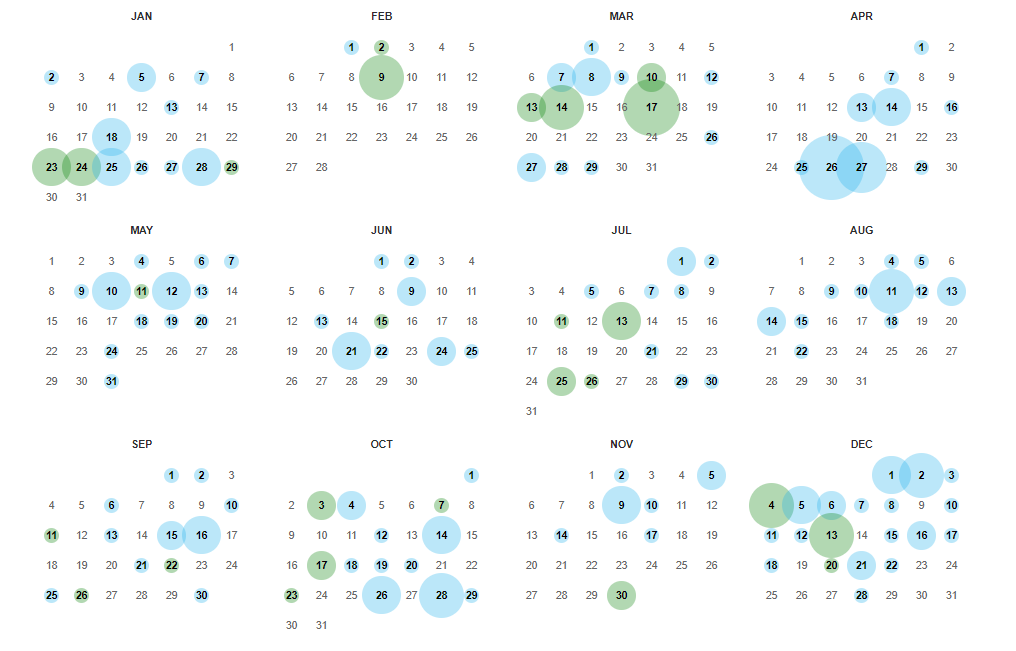 JAN
1
2 3 4 5 6 7 8
9 10 11 12 13 14 15
16 17 18 19 20 21 22
23 24 25 26 27 28 29
30 31
FEB
1 2 3 4 5
6 7 8 9 10 11 12
13 14 15 16 17 18 19
20 21 22 23 24 25 26
27 28
MAR
1 2 3 4 5
6 7 8 9 10 11 12
13 14 15 16 17 18 19
20 21 22 23 24 25 26
27 28 29 30 31
APR
1 2
3 4 5 6 7 8 9
10 11 12 13 14 15 16
17 18 19 20 21 22 23
24 25 26 27 28 29 30
MAY
1 2 3 4 5 6 7
8 9 10 11 12 13 14
15 16 17 18 19 20 21
22 23 24 25 26 27 28
29 30 31
JUN
1 2 3 4
5 6 7 8 9 10 11
12 13 14 15 16 17 18
19 20 21 22 23 24 25
26 27 28 29 30
JUL
1 2
3 4 5 6 7 8 9
10 11 12 13 14 15 16
17 18 19 20 21 22 23
24 25 26 27 28 29 30
31
AUG
1 2 3 4 5 6
7 8 9 10 11 12 13
14 15 16 17 18 19 20
21 22 23 24 25 26 27
28 29 30 31
SEP
1 2 3
4 5 6 7 8 9 10
11 12 13 14 15 16 17
18 19 20 21 22 23 24
25 26 27 28 29 30
OCT
1
2 3 4 5 6 7 8
9 10 11 12 13 14 15
16 17 18 19 20 21 22
23 24 25 26 27 28 29
30 31
NOV
1 2 3 4 5
6 7 8 9 10 11 12
13 14 15 16 17 18 19
20 21 22 23 24 25 26
27 28 29 30
DEC
1 2 3
4 5 6 7 8 9 10
11 12 13 14 15 16 17
18 19 20 21 22 23 24
25 26 27 28 29 30 31